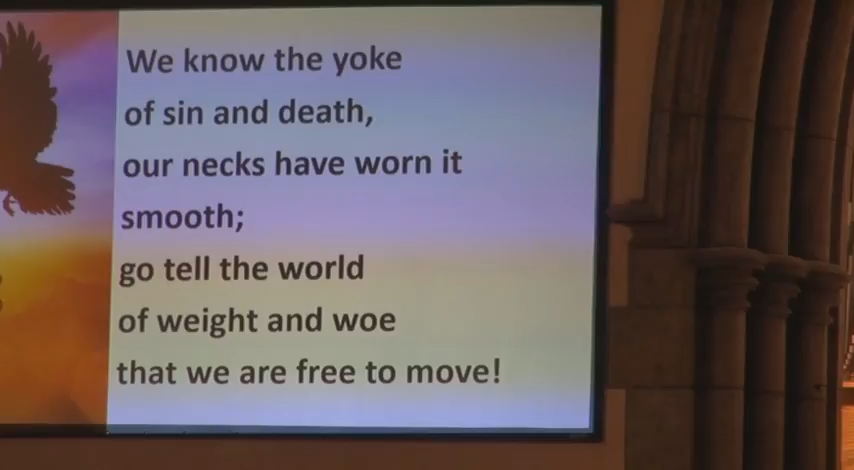 We know the yoke
of sin and death,
our necks have worn it
smooth;
go tell the world
of weight and woe
that we are free to move!